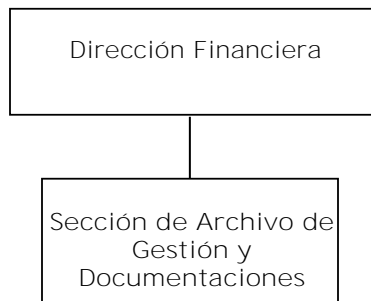 Dirección Financiera
Sección de Archivo de
Gestión y
Documentaciones